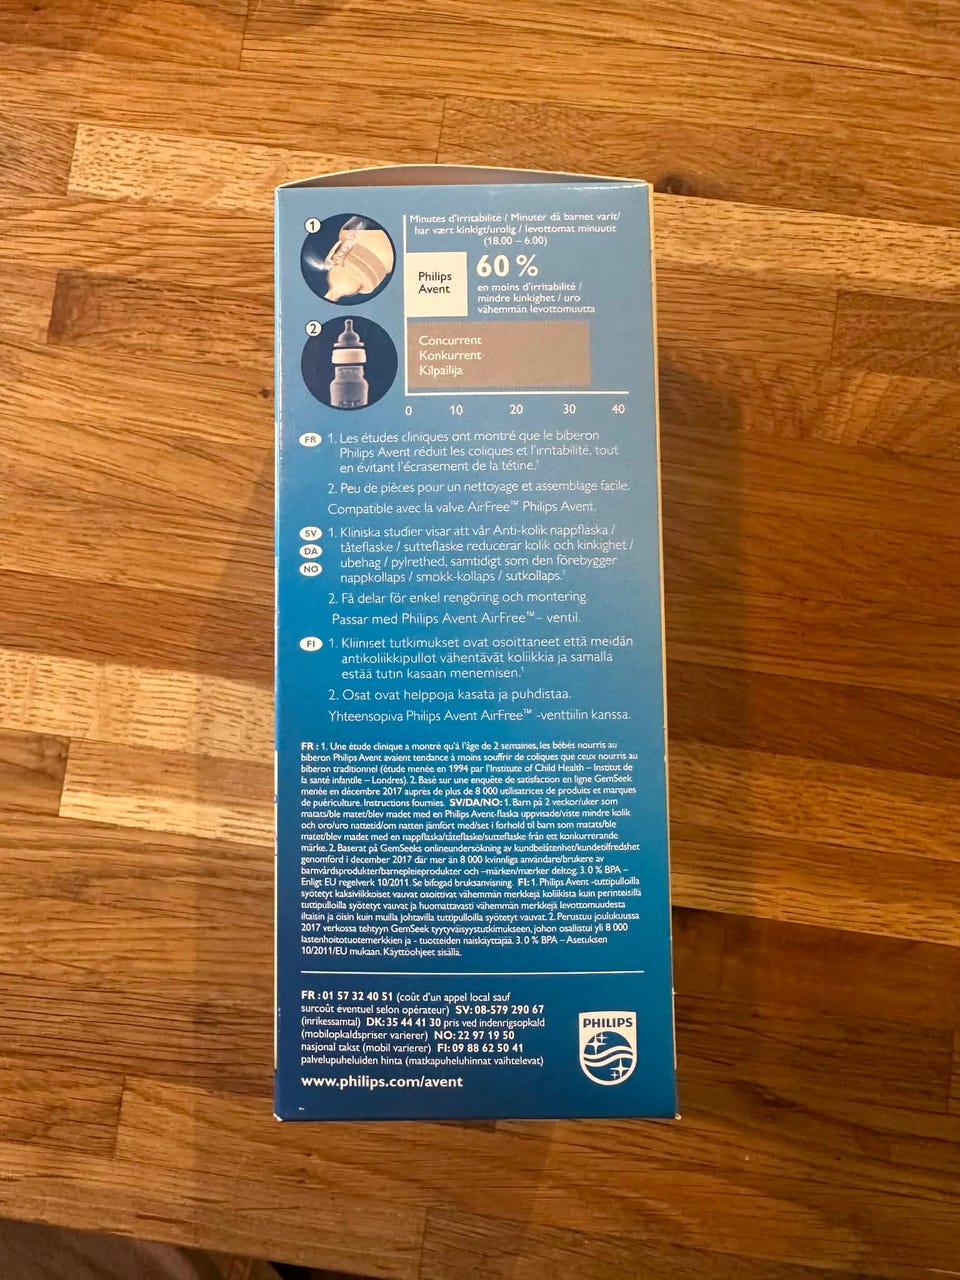 1
Minutes d'irritabilité / Minuter då barnet varit/
har vært kinkigt/urolig / levottomat minuutit
(18.00 – 6.00)
Philips
Avent
60 %
en moins d'irritabilité /
mindre kinkighet / uro
vähemmän levottomuutta
2
Concurrent
Konkurrent
Kilpailija
0 10 20 30 40
FR 1. Les études cliniques ont montré que le biberon
Philips Avent réduit les coliques et l'irritabilité, tout
en évitant l'écrasement de la tétine.¹
2. Peu de pièces pour un nettoyage et assemblage facile.
Compatible avec la valve AirFree™ Philips Avent.
SV DA NO 1. Kliniska studier visar att vår Anti-kolik nappflaska /
tåteflaske / sutteflaske reducerar kolik och kinkighet /
ubehag / pylrethed, samtidigt som den förebygger
nappkollaps / smokk-kollaps / sutkollaps.¹
2. Få delar för enkel rengöring och montering.
Passar med Philips Avent AirFree™– ventil.
FI 1. Kliiniset tutkimukset ovat osoittaneet että meidän
antikoliikkipullot vähentävät koliikkia ja samalla
estää tutin kasaan menemisen.¹
2. Osat ovat helppoja kasata ja puhdistaa.
Yhteensopiva Philips Avent AirFree™ -venttiilin kanssa.
FR : 1. Une étude clinique a montré qu'à l'âge de 2 semaines, les bébés nourris au
biberon Philips Avent avaient tendance à moins souffrir de coliques que ceux nourris au
biberon traditionnel (étude menée en 1994 par l'Institute of Child Health – Institut de
la santé infantile – Londres). 2. Basé sur une enquête de satisfaction en ligne GemSeek
menée en décembre 2017 auprès de plus de 8 000 utilisatrices de produits et marques
de puériculture. Instructions fournies. SV/DA/NO: 1. Barn på 2 veckor/uker som
matats/ble matet/blev madet med en Philips Avent-flaska uppvisade/viste mindre kolik
och oro/uro nattetid/om natten jämfört med/set i forhold til barn som matats/ble
matet/blev madet med en nappflaska/tåteflaske/sutteflaske från ett konkurrerande
märke. 2. Baserat på GemSeeks onlineundersökning av kundbelåtenhet/kundetilfredshet
genomförd i december 2017 där mer än 8 000 kvinnliga användare/brukere av
barnvårdsprodukter/barnepleieprodukter och –märken/mærker deltog. 3. 0 % BPA –
Enligt EU regelverk 10/2011. Se bifogad bruksanvisning. FI: 1. Philips Avent -tuttipulloilla
syötetyt kaksiviikkoiset vauvat osoittivat vähemmän merkkejä koliikista kuin perinteisillä
tuttipulloilla syötetyt vauvat ja huomattavasti vähemmän merkkejä levottomuudesta
iltaisin ja öisin kuin muilla johtavilla tuttipulloilla syötetyt vauvat. 2. Perustuu joulukuussa
2017 verkossa tehtyyn GemSeek tyytyväisyystutkimukseen, johon osallistui yli 8 000
lastenhoitotuotemerkkien ja - tuotteiden naiskäyttäjää. 3. 0 % BPA – Asetuksen
10/2011/EU mukaan. Käyttöohjeet sisällä.
FR : 01 57 32 40 51 (coût d'un appel local sauf
surcoût éventuel selon opérateur) SV: 08-579 290 67
(inrikessamtal) DK: 35 44 41 30 pris ved indenrigsopkald
(mobilopkaldspriser varierer) NO: 22 97 19 50
nasjonal takst (mobil varierer) FI: 09 88 62 50 41
palvelupuheluiden hinta (matkapuheluhinnat vaihtelevat)
PHILIPS
www.philips.com/avent